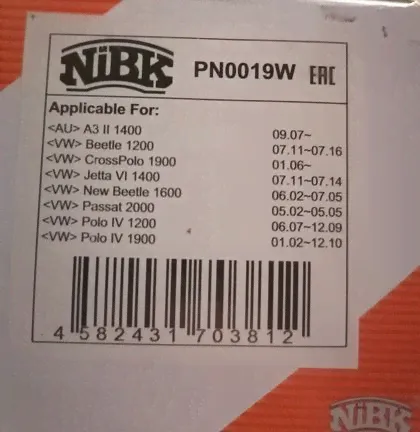 NiBK PN0019W EAC
Applicable For:
<AU> A3 II 1400 09.07~
<VW> Beetle 1200 07.11~07.16
<VW> CrossPolo 1900 01.06~
<VW> Jetta VI 1400 07.11~07.14
<VW> New Beetle 1600 06.02~07.05
<VW> Passat 2000 05.02~05.05
<VW> Polo IV 1200 06.07~12.09
<VW> Polo IV 1900 01.02~12.10
4 582431 703812
NiBK